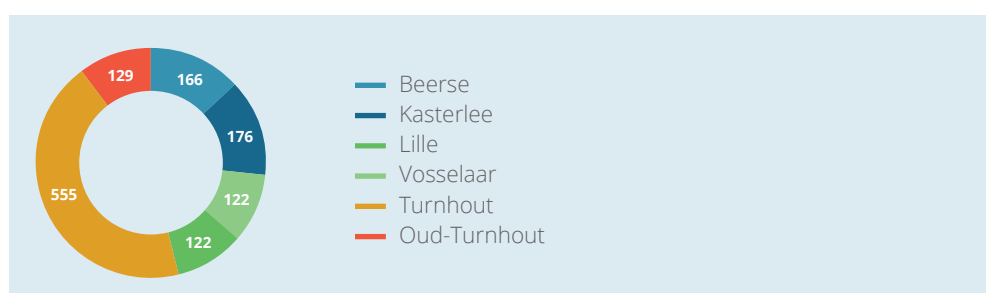 166
176
122
122
555
129
Beerse
Kasterlee
Lille
Vosselaar
Turnhout
Oud-Turnhout